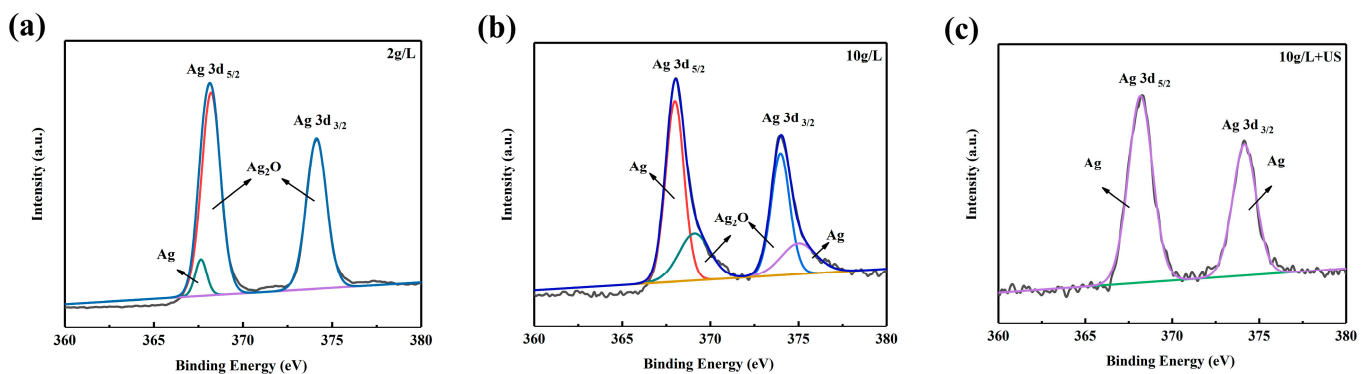 (a)
2g/L
Ag 3d 5/2
Ag 3d 3/2
Ag₂O
Ag
Intensity (a.u.)
360 365 370 375 380
Binding Energy (eV)
(b)
10g/L
Ag 3d 5/2
Ag 3d 3/2
Ag
Ag₂O
Ag
Intensity (a.u.)
360 365 370 375 380
Binding Energy (eV)
(c)
10g/L+US
Ag 3d 5/2
Ag 3d 3/2
Ag
Ag
Intensity (a.u.)
360 365 370 375 380
Binding Energy (eV)